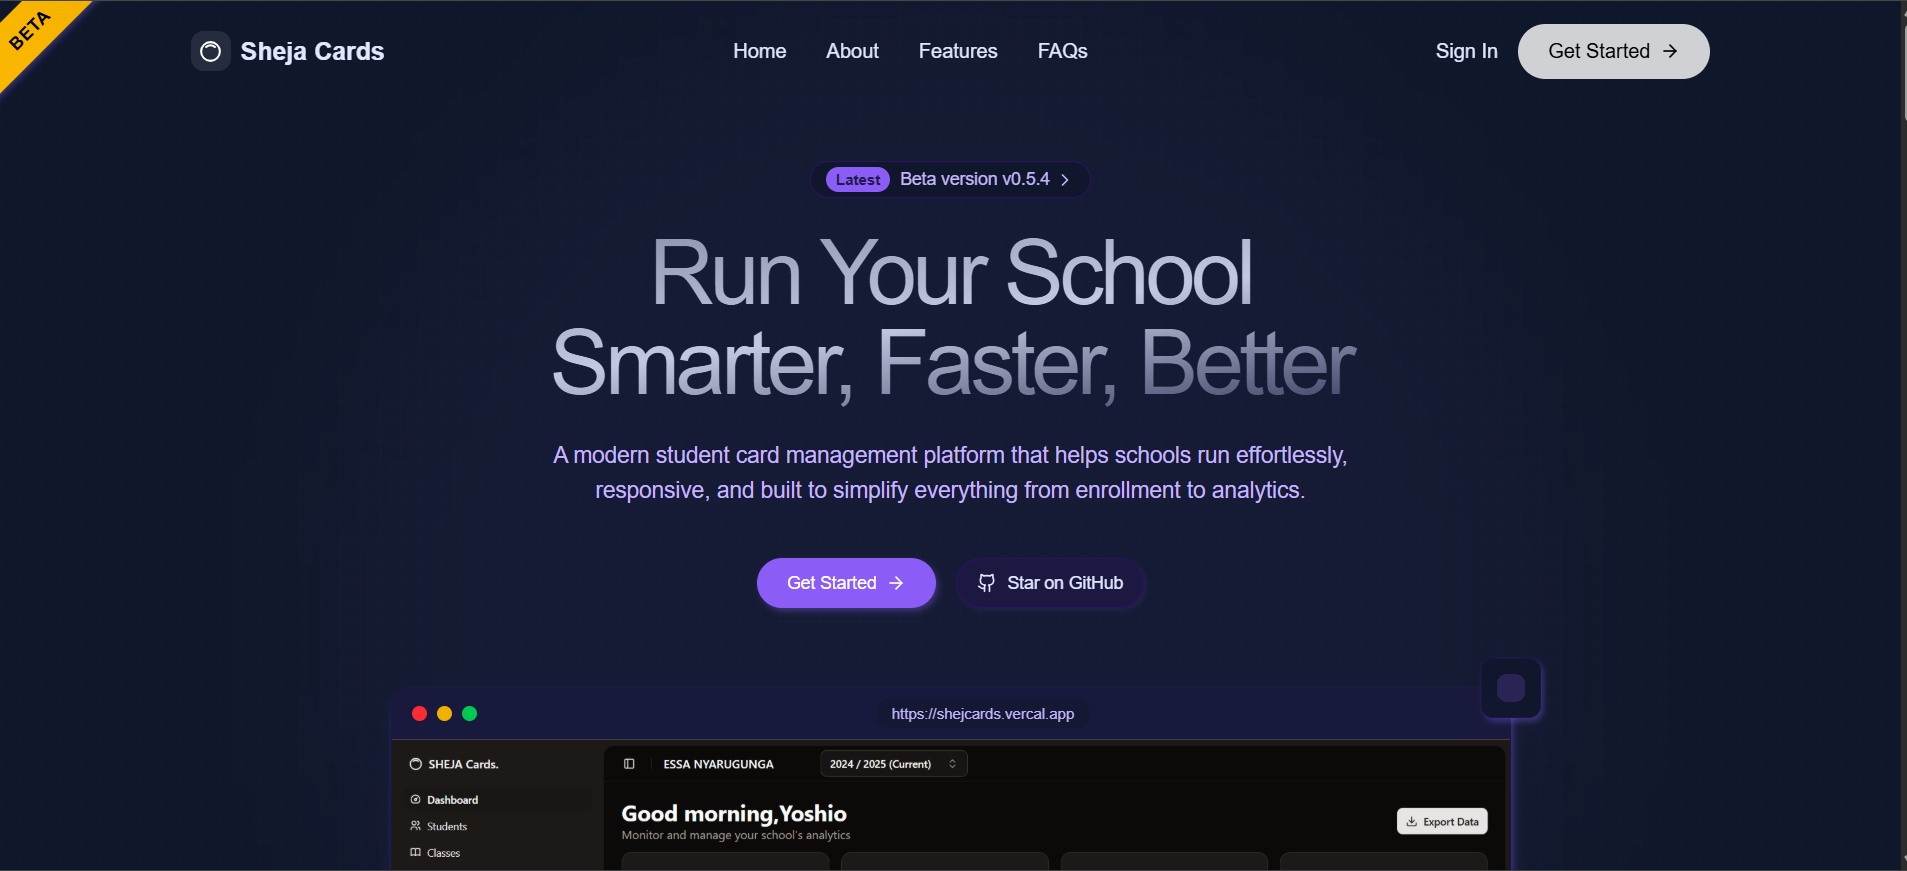 BETA
Sheja Cards
Home About Features FAQs
Sign In Get Started
Latest Beta version v0.5.4
Run Your School
Smarter, Faster, Better
A modern student card management platform that helps schools run effortlessly,
responsive, and built to simplify everything from enrollment to analytics.
Get Started Star on GitHub
https://shejcards.vercal.app
SHEJA Cards. ESSA NYARUGUNGA 2024 / 2025 (Current)
Dashboard
Students
Classes
Good morning,Yoshio
Monitor and manage your school's analytics
Export Data